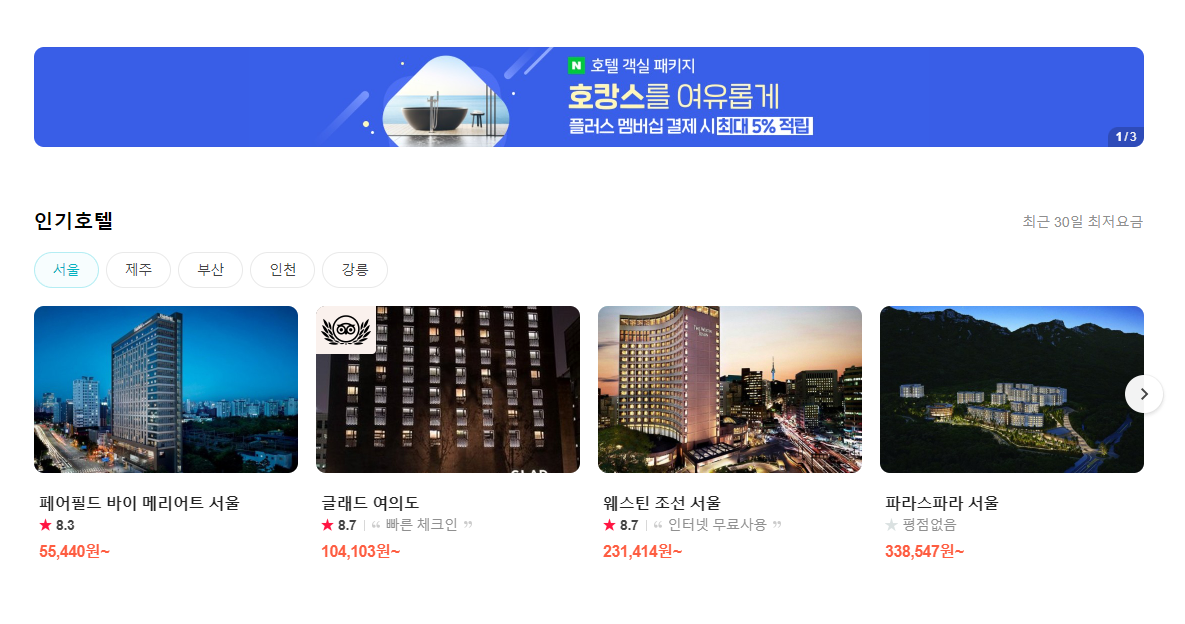 N 호텔 객실 패키지
호캉스를 여유롭게
플러스 멤버십 결제 시 최대 5% 적립
1/3
인기호텔
최근 30일 최저요금
서울 제주 부산 인천 강릉
페어필드 바이 메리어트 서울
8.3
55,440원~
글래드 여의도
8.7 “ 빠른 체크인 ”
104,103원~
웨스틴 조선 서울
8.7 “ 인터넷 무료사용 ”
231,414원~
파라스파라 서울
평점없음
338,547원~